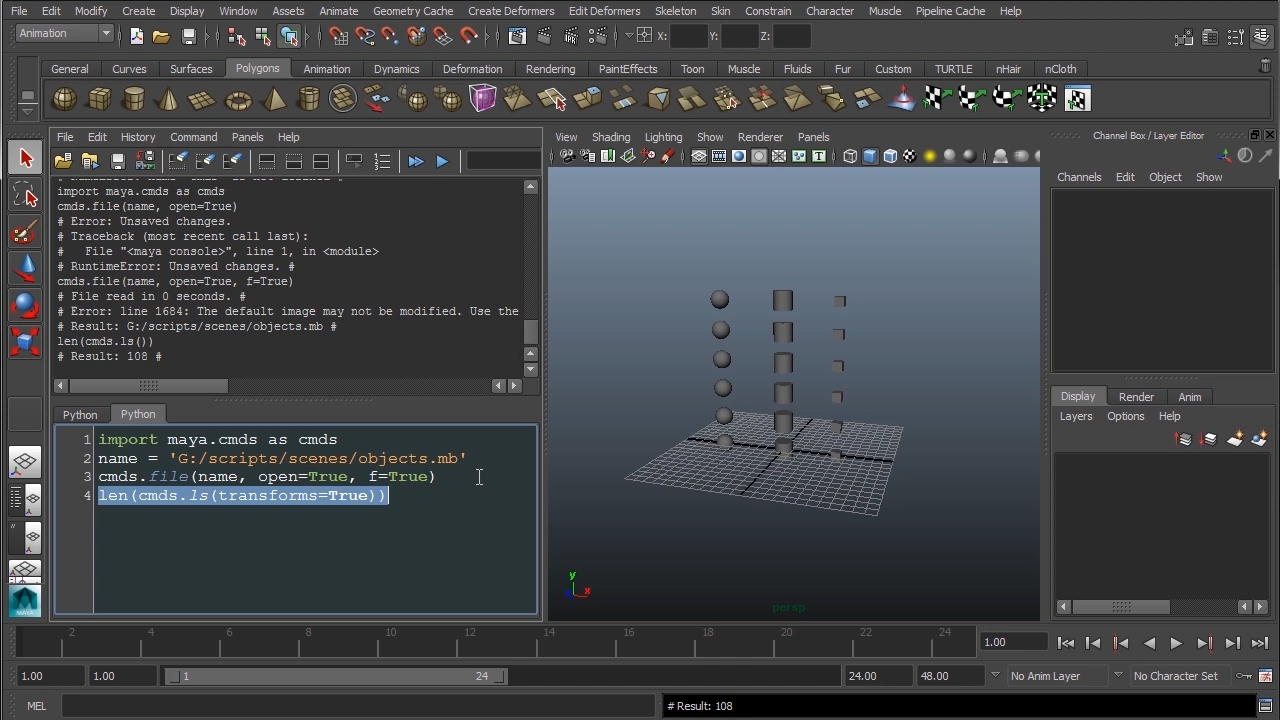 File Edit Modify Create Display Window Assets Animate Geometry Cache Create Deformers Edit Deformers Skeleton Skin Constrain Character Muscle Pipeline Cache Help
Animation X: Y: Z:
General Curves Surfaces Polygons Animation Dynamics Deformation Rendering PaintEffects Toon Muscle Fluids Fur Custom TURTLE nHair nCloth
File Edit History Command Panels Help
import maya.cmds as cmds
cmds.file(name, open=True)
# Error: Unsaved changes.
# Traceback (most recent call last):
#   File "<maya console>", line 1, in <module>
# RuntimeError: Unsaved changes. #
cmds.file(name, open=True, f=True)
# File read in 0 seconds. #
# Error: line 1684: The default image may not be modified. Use the
# Result: G:/scripts/scenes/objects.mb #
len(cmds.ls())
# Result: 108 #
Python Python
1 import maya.cmds as cmds
2 name = 'G:/scripts/scenes/objects.mb'
3 cmds.file(name, open=True, f=True)
4 len(cmds.ls(transforms=True))
View Shading Lighting Show Renderer Panels
y
x
persp
Channel Box / Layer Editor
Channels Edit Object Show
Display Render Anim
Layers Options Help
MAYA
2 4 6 8 10 12 14 16 18 20 22 24 1.00
1.00 1.00 1 24 24.00 48.00 No Anim Layer No Character Set
MEL # Result: 108